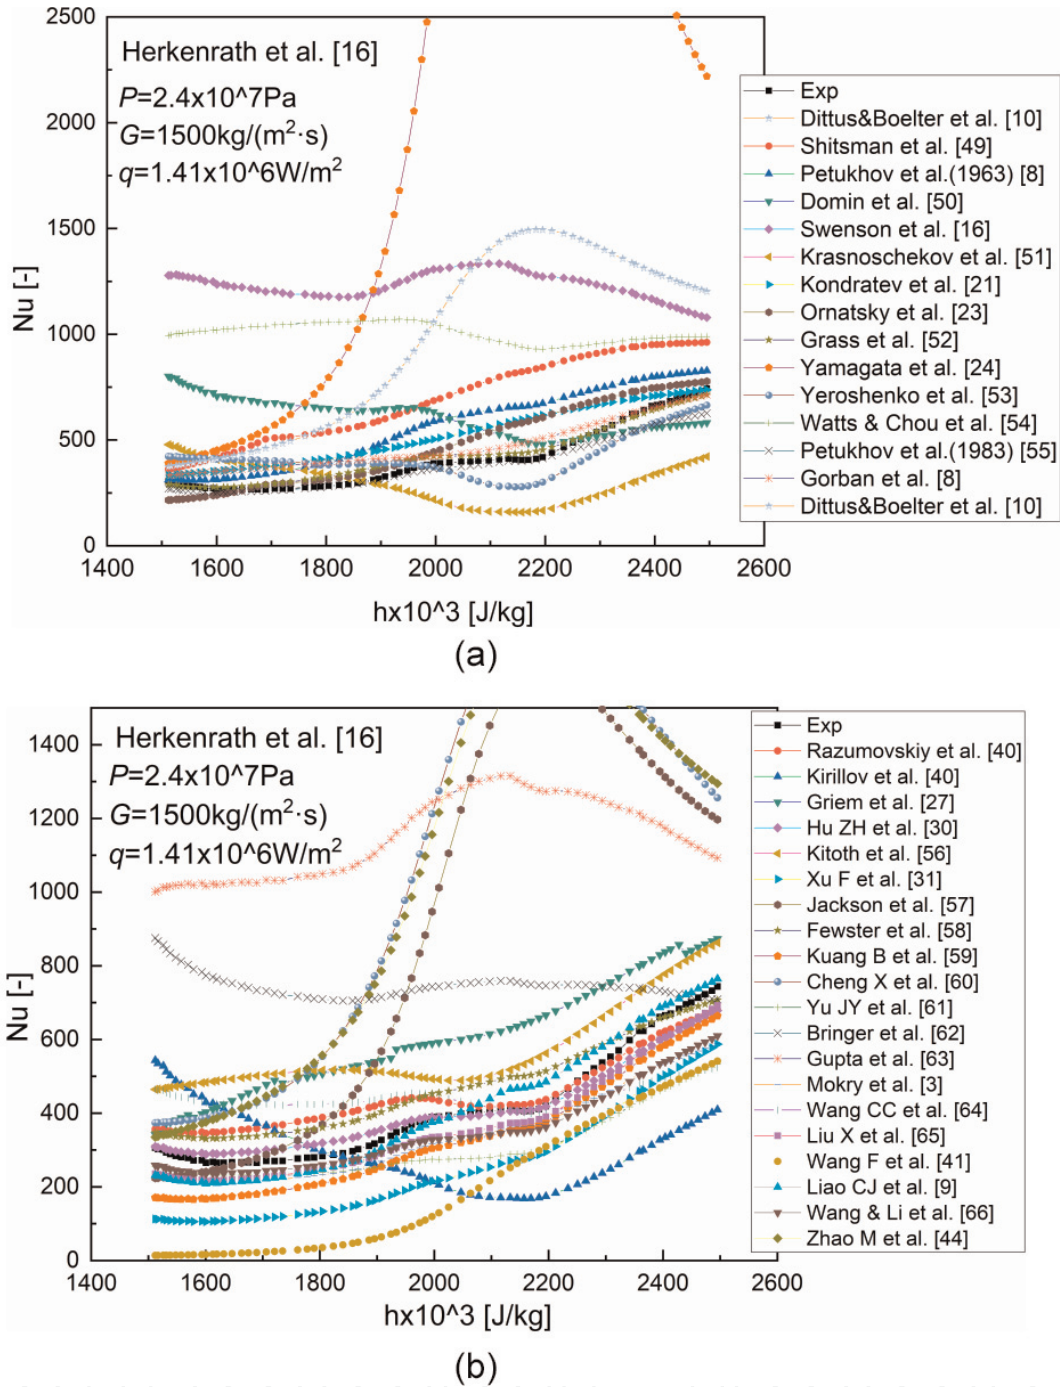 2500
2000
1500
1000
500
0
Nu [-]
Herkenrath et al. [16]
P=2.4x10^7Pa
G=1500kg/(m²·s)
q=1.41x10^6W/m²
Exp
Dittus&Boelter et al. [10]
Shitsman et al. [49]
Petukhov et al.(1963) [8]
Domin et al. [50]
Swenson et al. [16]
Krasnoschekov et al. [51]
Kondratev et al. [21]
Ornatsky et al. [23]
Grass et al. [52]
Yamagata et al. [24]
Yeroshenko et al. [53]
Watts & Chou et al. [54]
Petukhov et al.(1983) [55]
Gorban et al. [8]
Dittus&Boelter et al. [10]
1400 1600 1800 2000 2200 2400 2600
hx10^3 [J/kg]
(a)
1400
1200
1000
800
600
400
200
0
Nu [-]
Herkenrath et al. [16]
P=2.4x10^7Pa
G=1500kg/(m²·s)
q=1.41x10^6W/m²
Exp
Razumovskiy et al. [40]
Kirillov et al. [40]
Griem et al. [27]
Hu ZH et al. [30]
Kitoth et al. [56]
Xu F et al. [31]
Jackson et al. [57]
Fewster et al. [58]
Kuang B et al. [59]
Cheng X et al. [60]
Yu JY et al. [61]
Bringer et al. [62]
Gupta et al. [63]
Mokry et al. [3]
Wang CC et al. [64]
Liu X et al. [65]
Wang F et al. [41]
Liao CJ et al. [9]
Wang & Li et al. [66]
Zhao M et al. [44]
1400 1600 1800 2000 2200 2400 2600
hx10^3 [J/kg]
(b)